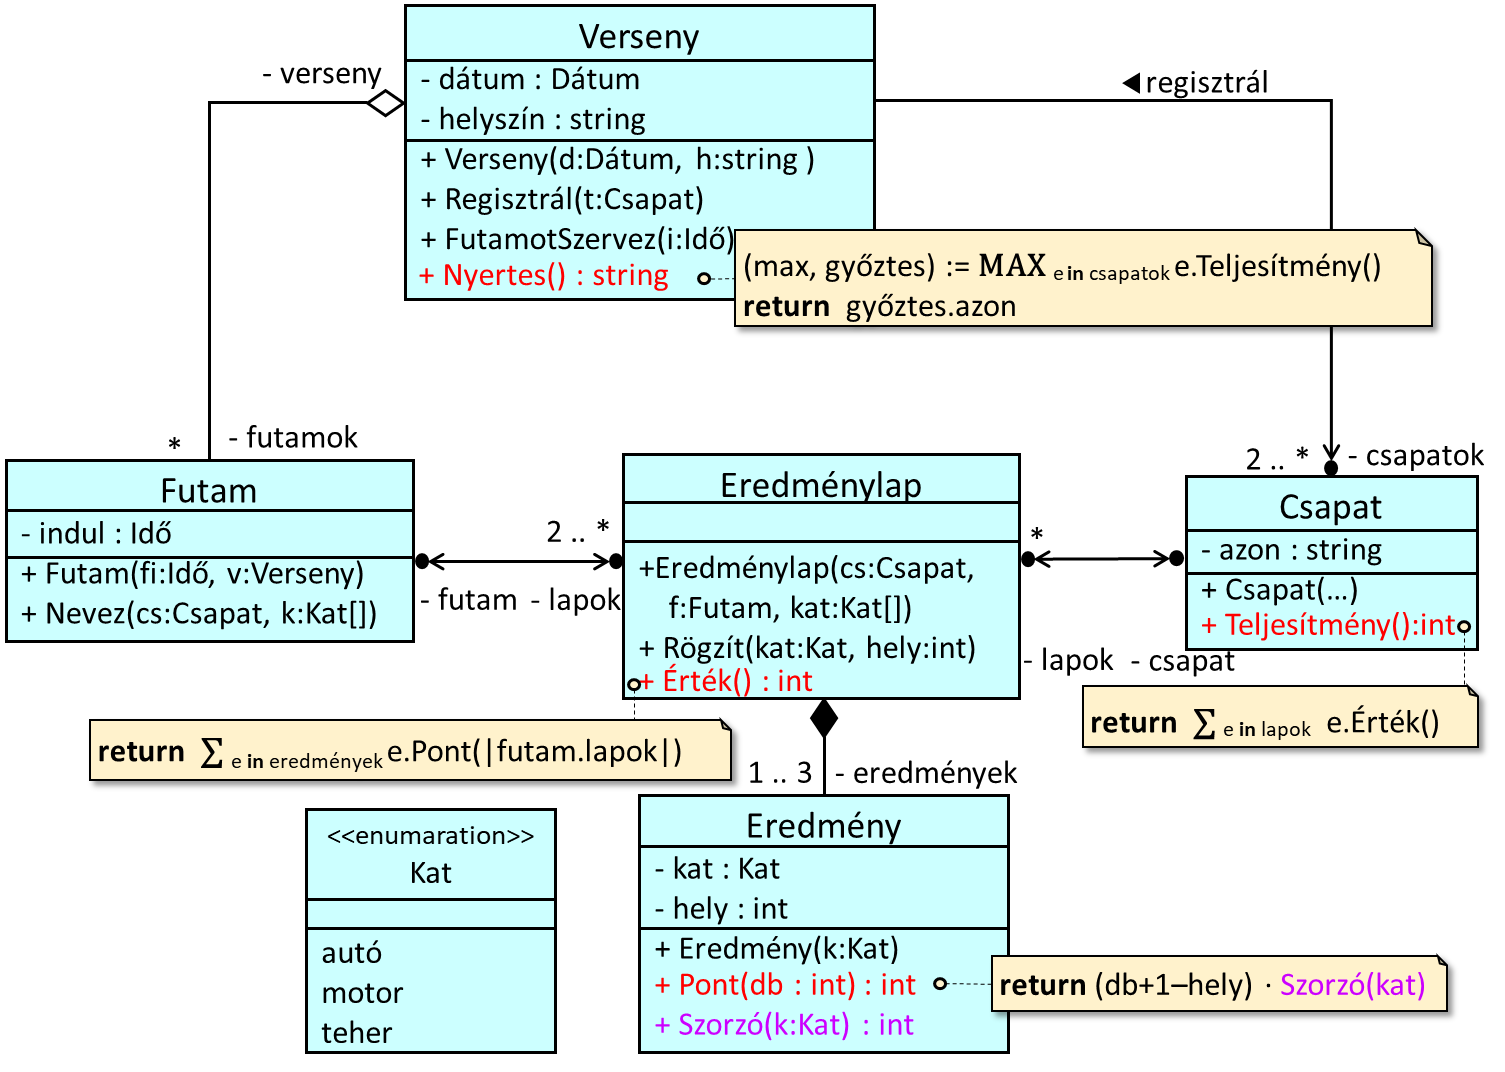 Verseny
- dátum : Dátum
- helyszín : string
+ Verseny(d:Dátum, h:string )
+ Regisztrál(t:Csapat)
+ FutamotSzervez(i:Idő)
+ Nyertes() : string
(max, győztes) := MAX e in csapatok e.Teljesítmény()
return győztes.azon
- verseny
◀ regisztrál
*
- futamok
2 .. *
- csapatok
Futam
- indul : Idő
+ Futam(fi:Idő, v:Verseny)
+ Nevez(cs:Csapat, k:Kat[])
2 .. *
- futam
- lapok
Eredménylap
+Eredménylap(cs:Csapat,
f:Futam, kat:Kat[])
+ Rögzít(kat:Kat, hely:int)
+ Érték() : int
*
- lapok
- csapat
Csapat
- azon : string
+ Csapat(...)
+ Teljesítmény():int
return ∑ e in lapok e.Érték()
return ∑ e in eredmények e.Pont(|futam.lapok|)
1 .. 3
- eredmények
<<enumaration>>
Kat
autó
motor
teher
Eredmény
- kat : Kat
- hely : int
+ Eredmény(k:Kat)
+ Pont(db : int) : int
+ Szorzó(k:Kat) : int
return (db+1–hely) · Szorzó(kat)